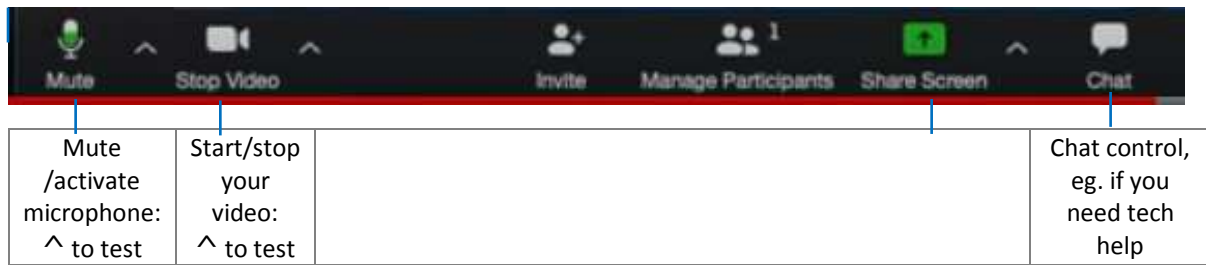 1
Mute Stop Video Invite Manage Participants Share Screen Chat
Mute
/activate
microphone:
^ to test
Start/stop
your
video:
^ to test
Chat control,
eg. if you
need tech
help